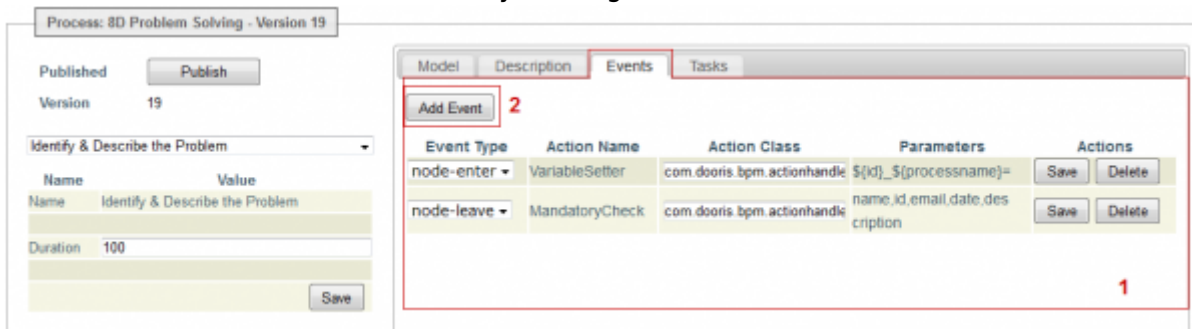 Process: 8D Problem Solving - Version 19
Published Publish
Version 19
Identify & Describe the Problem
Name Value
Name Identify & Describe the Problem
Duration 100
Save
Model Description Events Tasks
Add Event 2
Event Type Action Name Action Class Parameters Actions
node-enter VariableSetter com.dooris.bpm.actionhandle ${id}_${processname}= Save Delete
node-leave MandatoryCheck com.dooris.bpm.actionhandle name,id,email,date,des
cription Save Delete
1